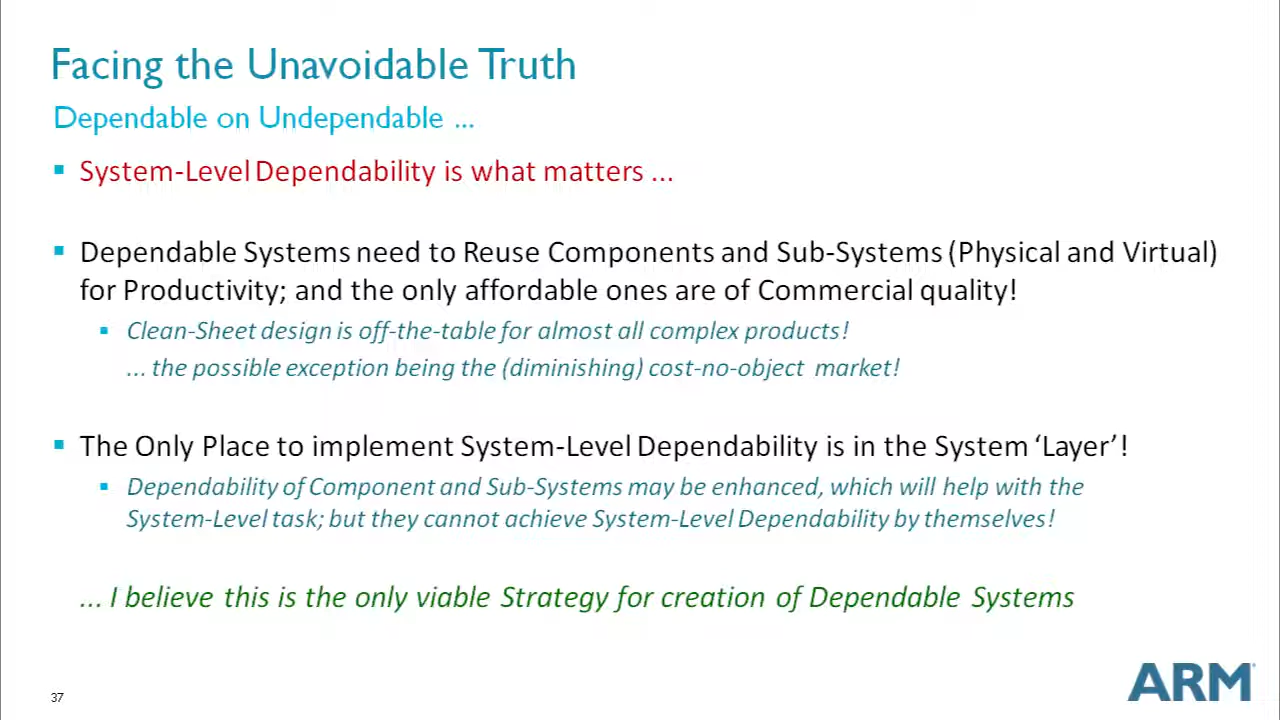 Facing the Unavoidable Truth
Dependable on Undependable ...
System-Level Dependability is what matters ...
Dependable Systems need to Reuse Components and Sub-Systems (Physical and Virtual)
for Productivity; and the only affordable ones are of Commercial quality!
Clean-Sheet design is off-the-table for almost all complex products!
... the possible exception being the (diminishing) cost-no-object market!
The Only Place to implement System-Level Dependability is in the System ‘Layer’!
Dependability of Component and Sub-Systems may be enhanced, which will help with the
System-Level task; but they cannot achieve System-Level Dependability by themselves!
... I believe this is the only viable Strategy for creation of Dependable Systems
37
ARM